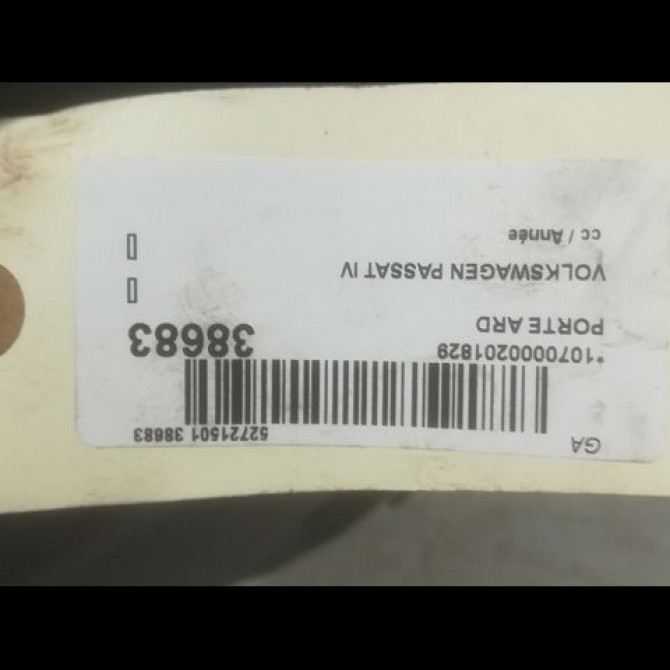 GA 52721501 38683
*1070000201829 38683
PORTE ARD
VOLKSWAGEN PASSAT IV
cc / Année